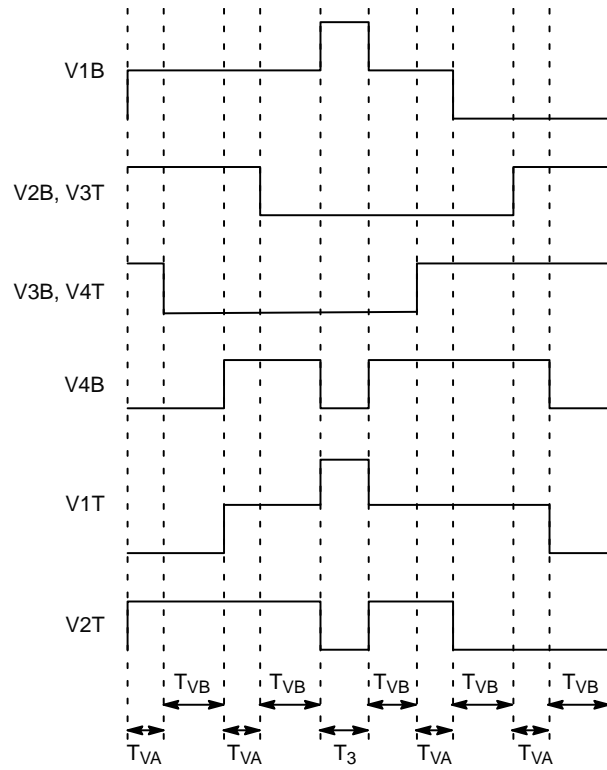 V1B
V2B, V3T
V3B, V4T
V4B
V1T
V2T
TVB TVB TVB TVB TVB
TVA TVA T3 TVA TVA